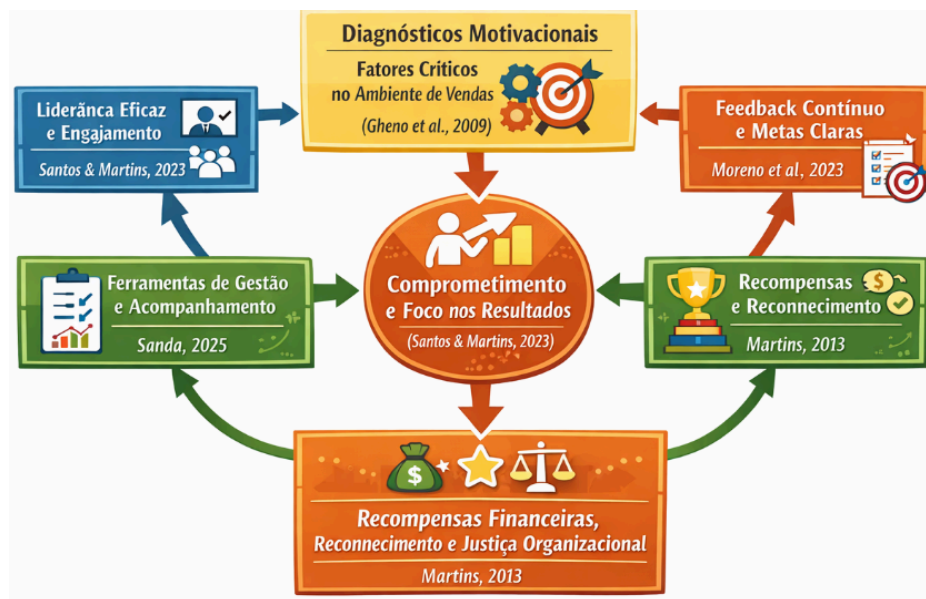 Diagnósticos Motivacionais
Fatores Críticos
no Ambiente de Vendas
(Gheno et al., 2009)
Liderânca Eficaz
e Engajamento
Santos & Martins, 2023
Feedback Contínuo
e Metas Claras
Moreno et al, 2023
Ferramentas de Gestão
e Acompanhamento
Sanda, 2025
Comprometimento
e Foco nos Resultados
(Santos & Martins, 2023)
Recompensas
e Reconnecimento
Martins, 2013
Recompensas Financeiras,
Reconnecimento e Justiça Organizacional
Martins, 2013